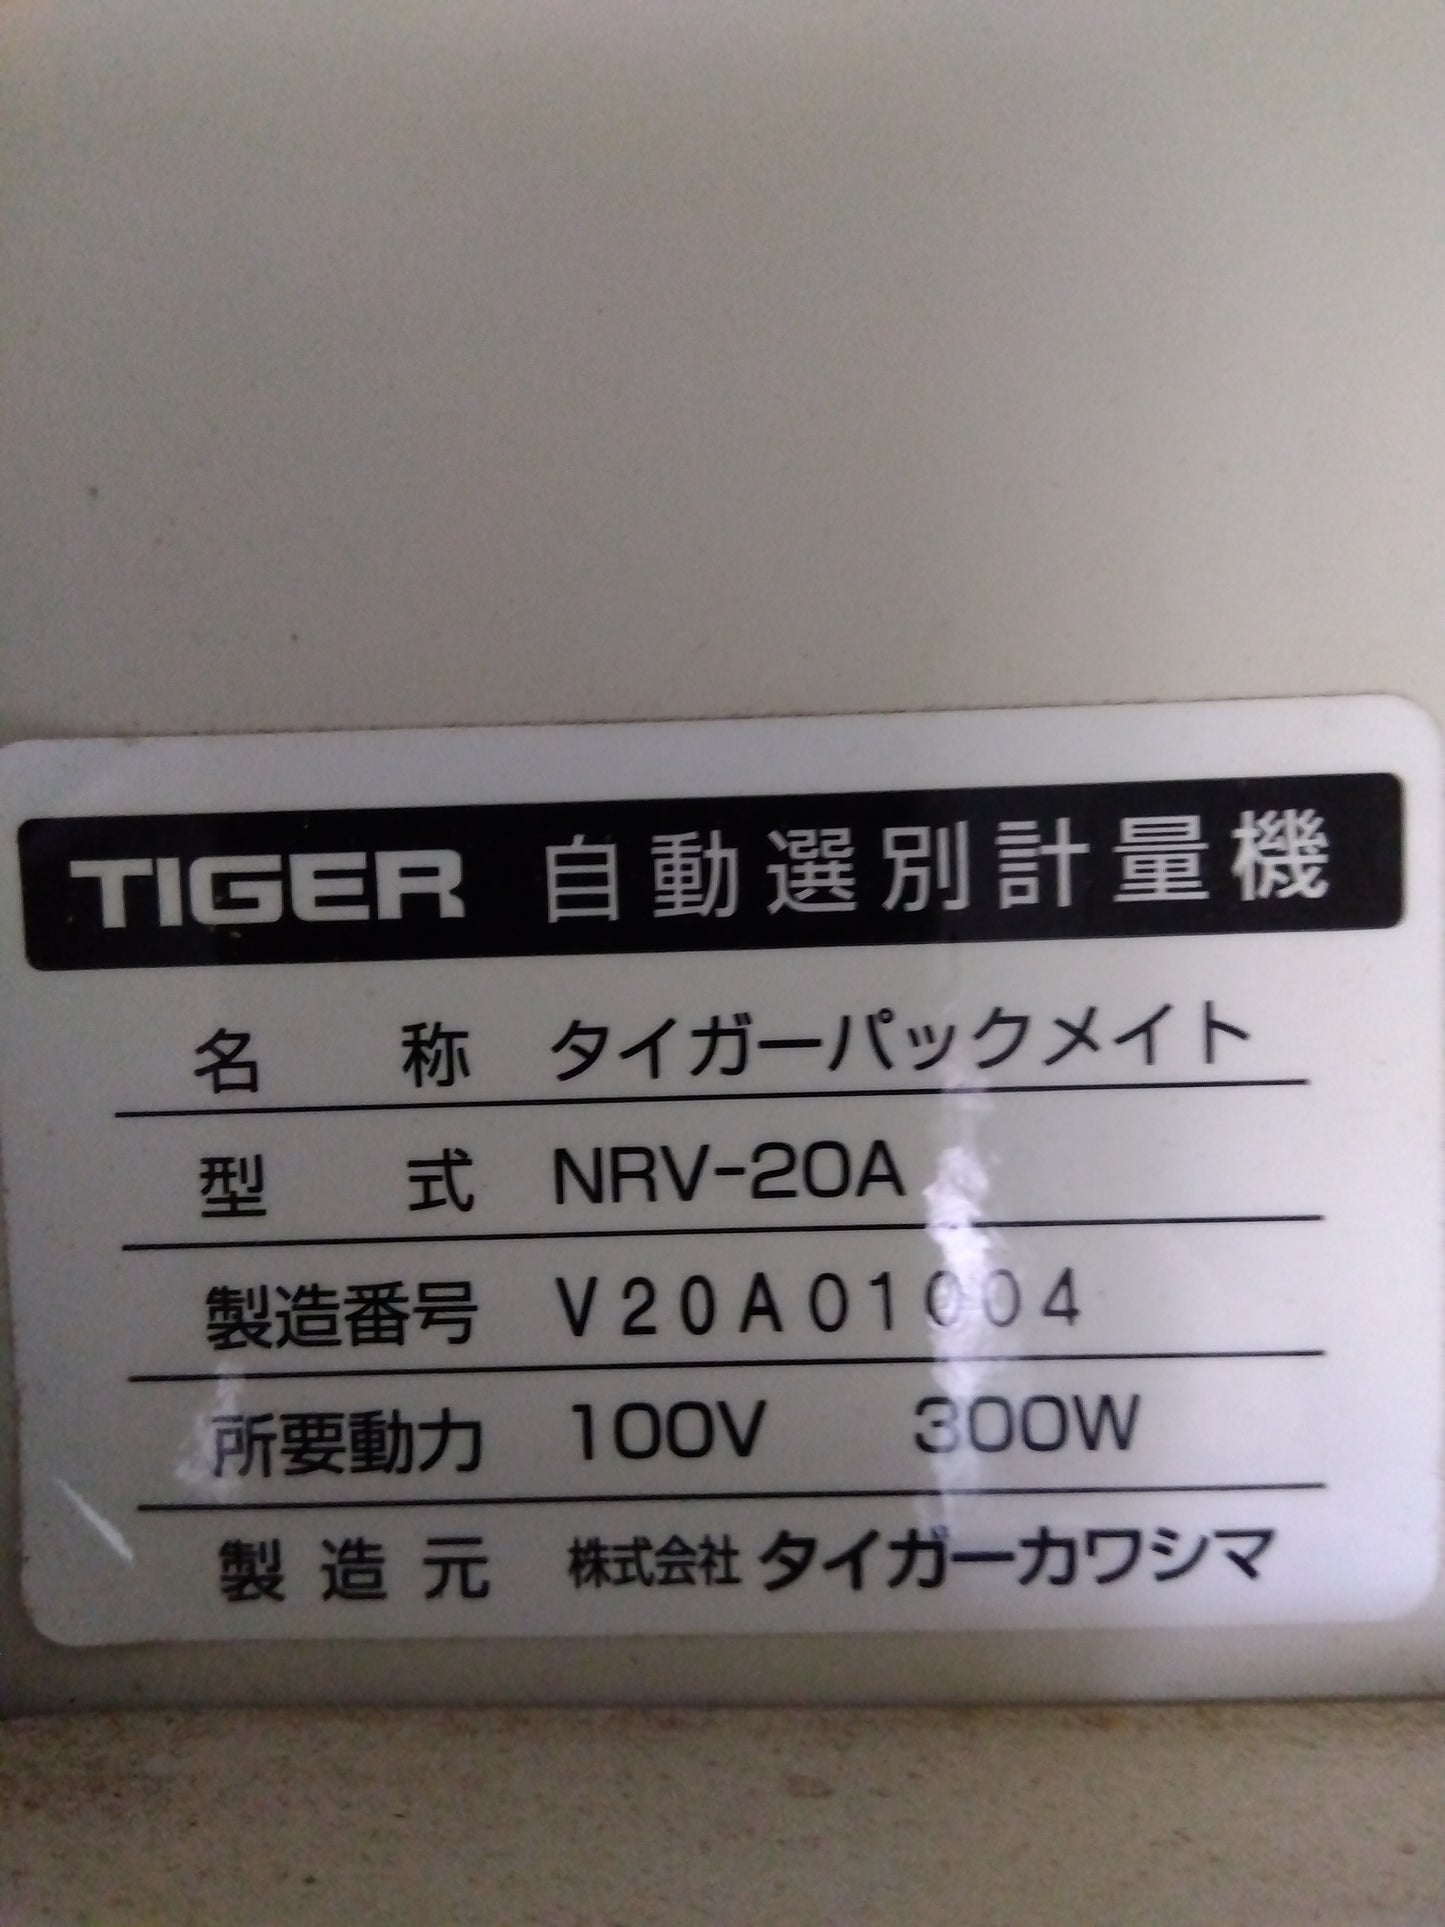 TIGER 自動選別計量機
名称 タイガーパックメイト
型式 NRV-20A
製造番号 V20A01004
所要動力 100V 300W
製造元 株式会社 タイガーカワシマ